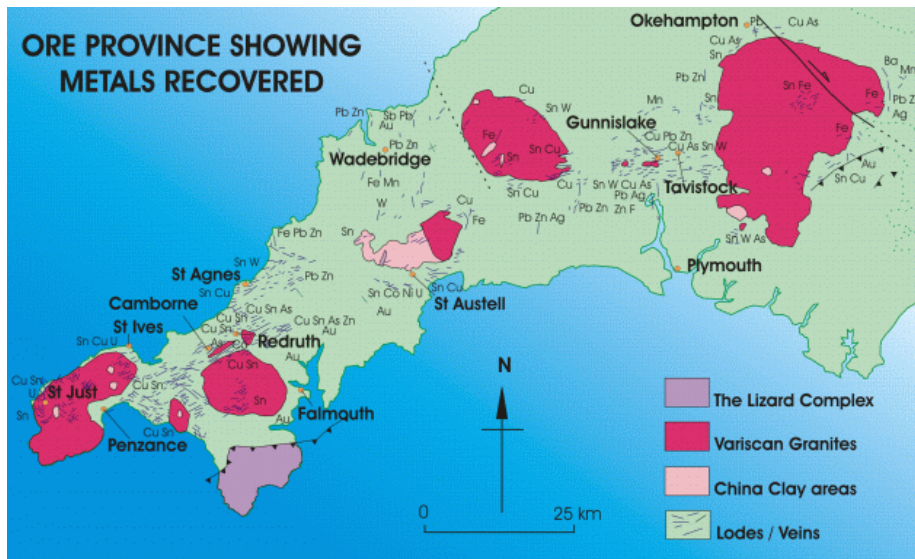 ORE PROVINCE SHOWING
METALS RECOVERED
Okehampton
Pb
Cu As
Cu As
Sn
Ba
Mn
Pb Zn
Sn Fe
Fe
Pb Z
Ag
Sn
Fe
Au
Sn Cu
Cu
Sn W
Mn
Gunnislake
Cu Pb Zn
Cu As Sn W
Tavistock
Pb Zn
Sb Pb
Au
Pb Zn
Wadebridge
Fe
Sn
Sn Cu
Sn Cu
Cu
Sn W Cu As
Pb Ag
Pb Zn
Zn F
Pb Zn Ag
Sn W As
Plymouth
Fe Mn
W
Cu
Fe
Sn
Fe Pb Zn
Sn W
St Agnes
Pb Zn
Sn Cu
Sn Cu
Sn Co Ni U
St Austell
Au
Camborne
Cu Sn As
Cu Sn
Cu Sn As Zn
Au
St Ives
Cu Sn
As
Redruth
Sn Cu U
Au
Cu Sn
Cu Sn
Cu Sn
U
St Just
Sn
Sn
Falmouth
Au
Penzance
Cu Sn
N
0
25 km
The Lizard Complex
Variscan Granites
China Clay areas
Lodes / Veins